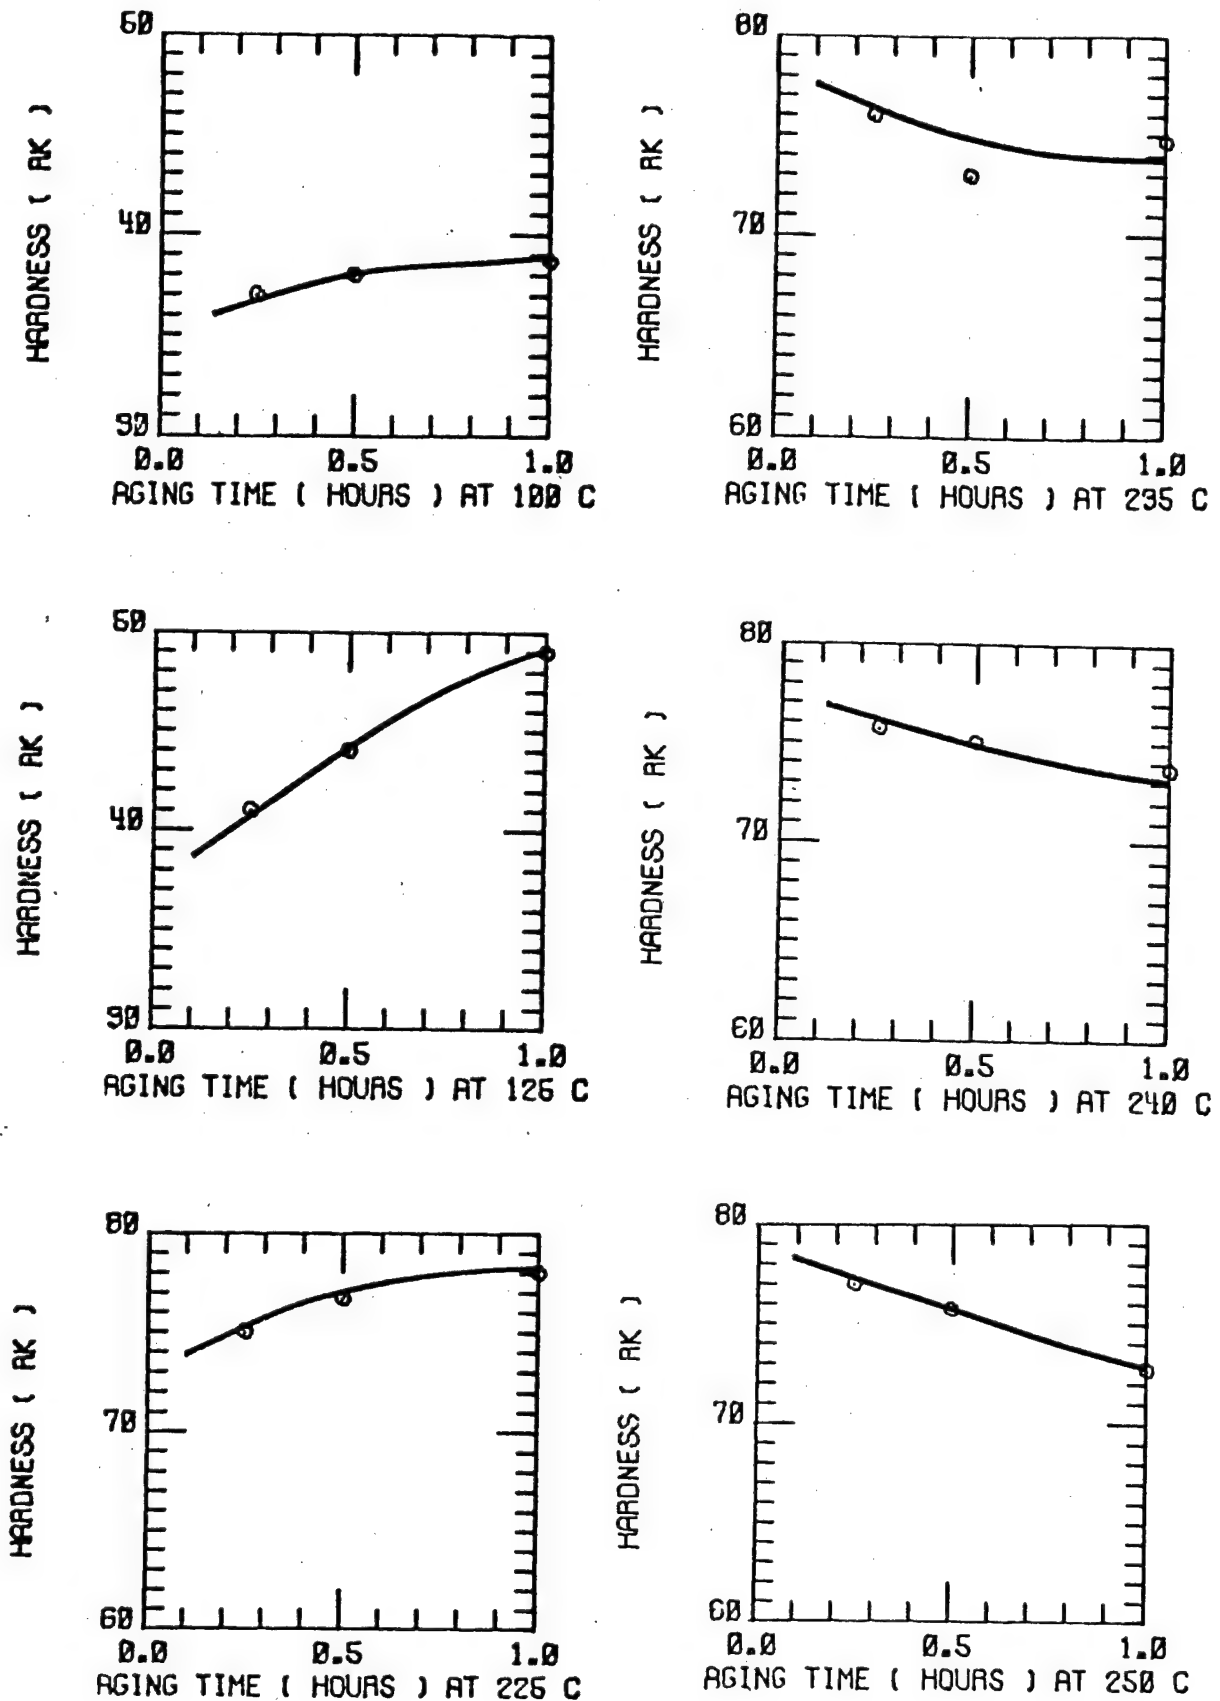 50
40
30
HARDNESS ( RK )
0.0 0.5 1.0
AGING TIME ( HOURS ) AT 100 C
80
70
60
HARDNESS ( RK )
0.0 0.5 1.0
AGING TIME ( HOURS ) AT 235 C
50
40
30
HARDNESS ( RK )
0.0 0.5 1.0
AGING TIME ( HOURS ) AT 125 C
80
70
60
HARDNESS ( RK )
0.0 0.5 1.0
AGING TIME ( HOURS ) AT 240 C
80
70
60
HARDNESS ( RK )
0.0 0.5 1.0
AGING TIME ( HOURS ) AT 225 C
80
70
60
HARDNESS ( RK )
0.0 0.5 1.0
AGING TIME ( HOURS ) AT 250 C